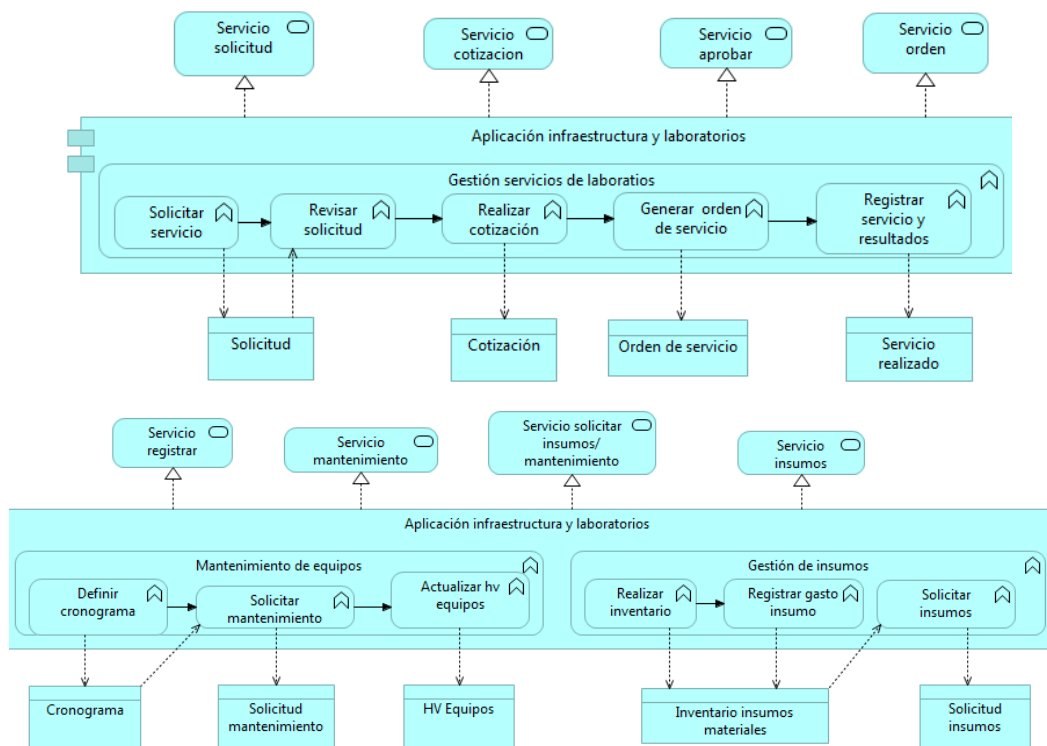 Servicio
solicitud
Servicio
cotizacion
Servicio
aprobar
Servicio
orden
Aplicación infraestructura y laboratorios
Gestión servicios de laboratios
Solicitar
servicio
Revisar
solicitud
Realizar
cotización
Generar orden
de servicio
Registrar
servicio y
resultados
Solicitud
Cotización
Orden de servicio
Servicio
realizado
Servicio
registrar
Servicio
mantenimiento
Servicio solicitar
insumos/
mantenimiento
Servicio
insumos
Aplicación infraestructura y laboratorios
Mantenimiento de equipos
Gestión de insumos
Definir
cronograma
Solicitar
mantenimiento
Actualizar hv
equipos
Realizar
inventario
Registrar gasto
insumo
Solicitar
insumos
Cronograma
Solicitud
mantenimiento
HV Equipos
Inventario insumos
materiales
Solicitud
insumos